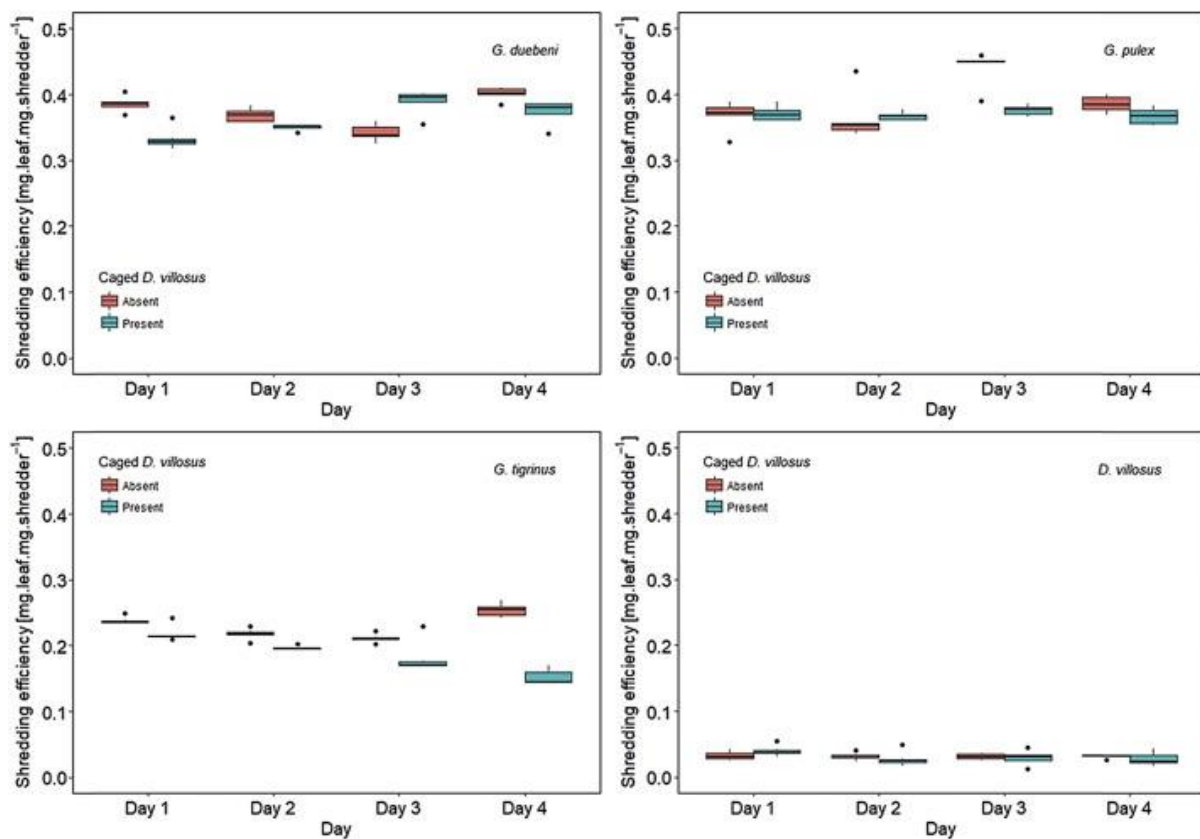 Shredding efficiency [mg.leaf.mg.shredder⁻¹]
0.5
0.4
0.3
0.2
0.1
0.0
G. duebeni
Caged D. villosus
Absent
Present
Day 1
Day 2
Day 3
Day 4
Day
Shredding efficiency [mg.leaf.mg.shredder⁻¹]
0.5
0.4
0.3
0.2
0.1
0.0
G. pulex
Caged D. villosus
Absent
Present
Day 1
Day 2
Day 3
Day 4
Day
Shredding efficiency [mg.leaf.mg.shredder⁻¹]
0.5
0.4
0.3
0.2
0.1
0.0
Caged D. villosus
Absent
Present
G. tigrinus
Day 1
Day 2
Day 3
Day 4
Day
Shredding efficiency [mg.leaf.mg.shredder⁻¹]
0.5
0.4
0.3
0.2
0.1
0.0
Caged D. villosus
Absent
Present
D. villosus
Day 1
Day 2
Day 3
Day 4
Day